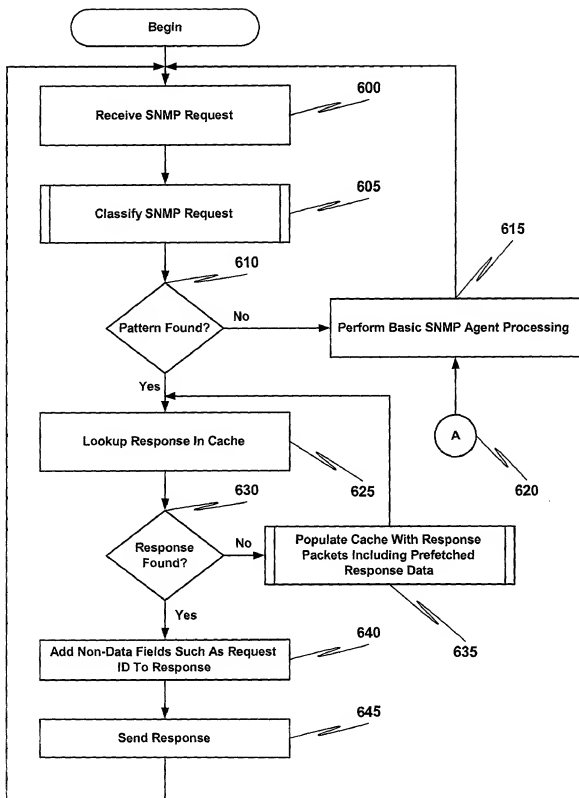 Begin
600
Receive SNMP Request
605
Classify SNMP Request
610
615
Pattern Found?
No
Perform Basic SNMP Agent Processing
Yes
A
620
Lookup Response In Cache
625
630
Response
Found?
No
Populate Cache With Response
Packets Including Prefetched
Response Data
635
Yes
640
Add Non-Data Fields Such As Request
ID To Response
645
Send Response